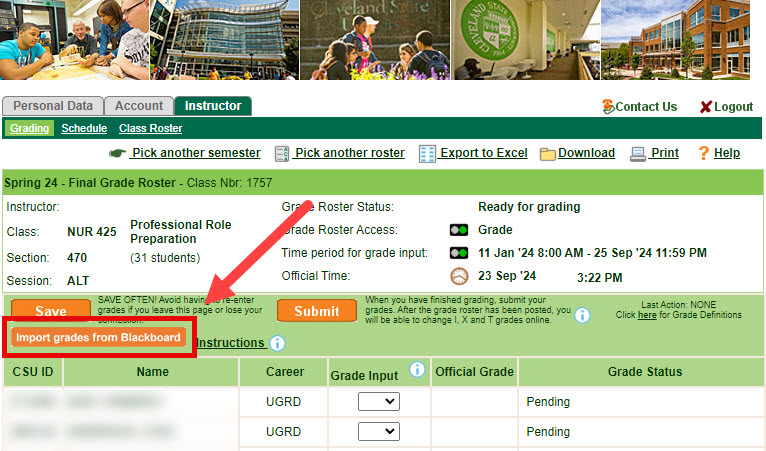 Cleveland State
CLEVELAND STATE UNIVERSITY
1964
Personal Data Account Instructor
Contact Us Logout
Grading Schedule Class Roster
Pick another semester Pick another roster Export to Excel Download Print ? Help
Spring 24 - Final Grade Roster - Class Nbr: 1757
Instructor: Grade Roster Status: Ready for grading
Class: NUR 425 Professional Role Preparation Grade Roster Access: Grade
Section: 470 (31 students) Time period for grade input: 11 Jan '24 8:00 AM - 25 Sep '24 11:59 PM
Session: ALT Official Time: 23 Sep '24 3:22 PM
Save
SAVE OFTEN! Avoid having to re-enter
grades if you leave this page or lose your
connection.
Submit
When you have finished grading, submit your
grades. After the grade roster has been posted, you
will be able to change I, X and T grades online.
Last Action: NONE
Click here for Grade Definitions
Import grades from Blackboard
Instructions
CSU ID Name Career Grade Input Official Grade Grade Status
UGRD Pending
UGRD Pending